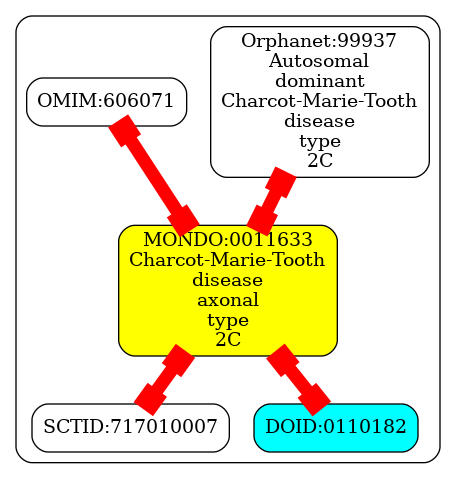 OMIM:606071
Orphanet:99937
Autosomal
dominant
Charcot-Marie-Tooth
disease
type
2C
MONDO:0011633
Charcot-Marie-Tooth
disease
axonal
type
2C
SCTID:717010007
DOID:0110182